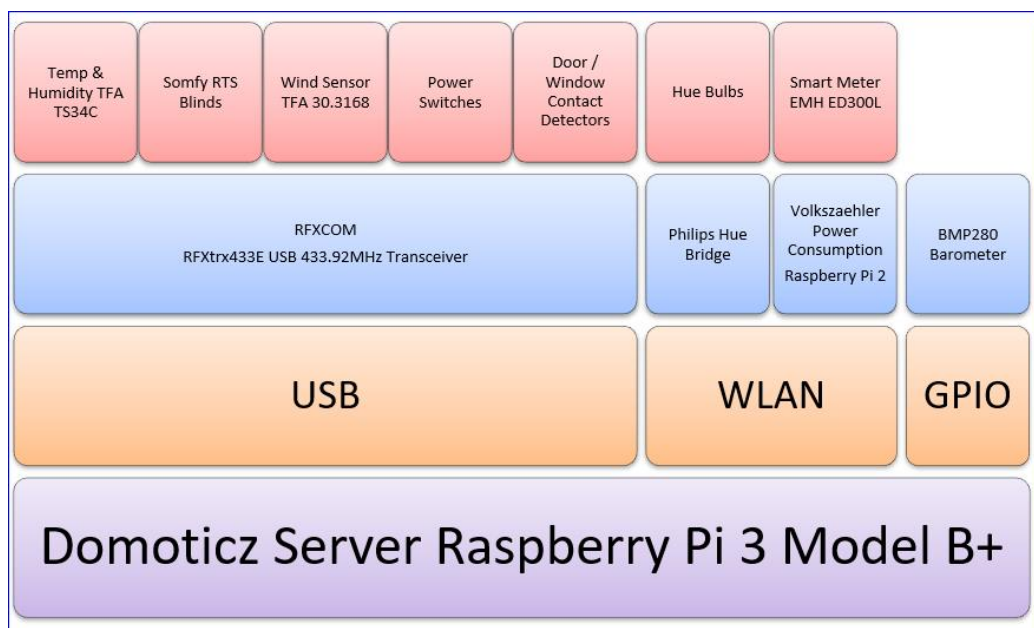 Temp &
Humidity TFA
TS34C
Somfy RTS
Blinds
Wind Sensor
TFA 30.3168
Power
Switches
Door /
Window
Contact
Detectors
Hue Bulbs
Smart Meter
EMH ED300L
RFXCOM
RFXtrx433E USB 433.92MHz Transceiver
Philips Hue
Bridge
Volkszaehler
Power
Consumption
Raspberry Pi 2
BMP280
Barometer
USB
WLAN
GPIO
Domoticz Server Raspberry Pi 3 Model B+